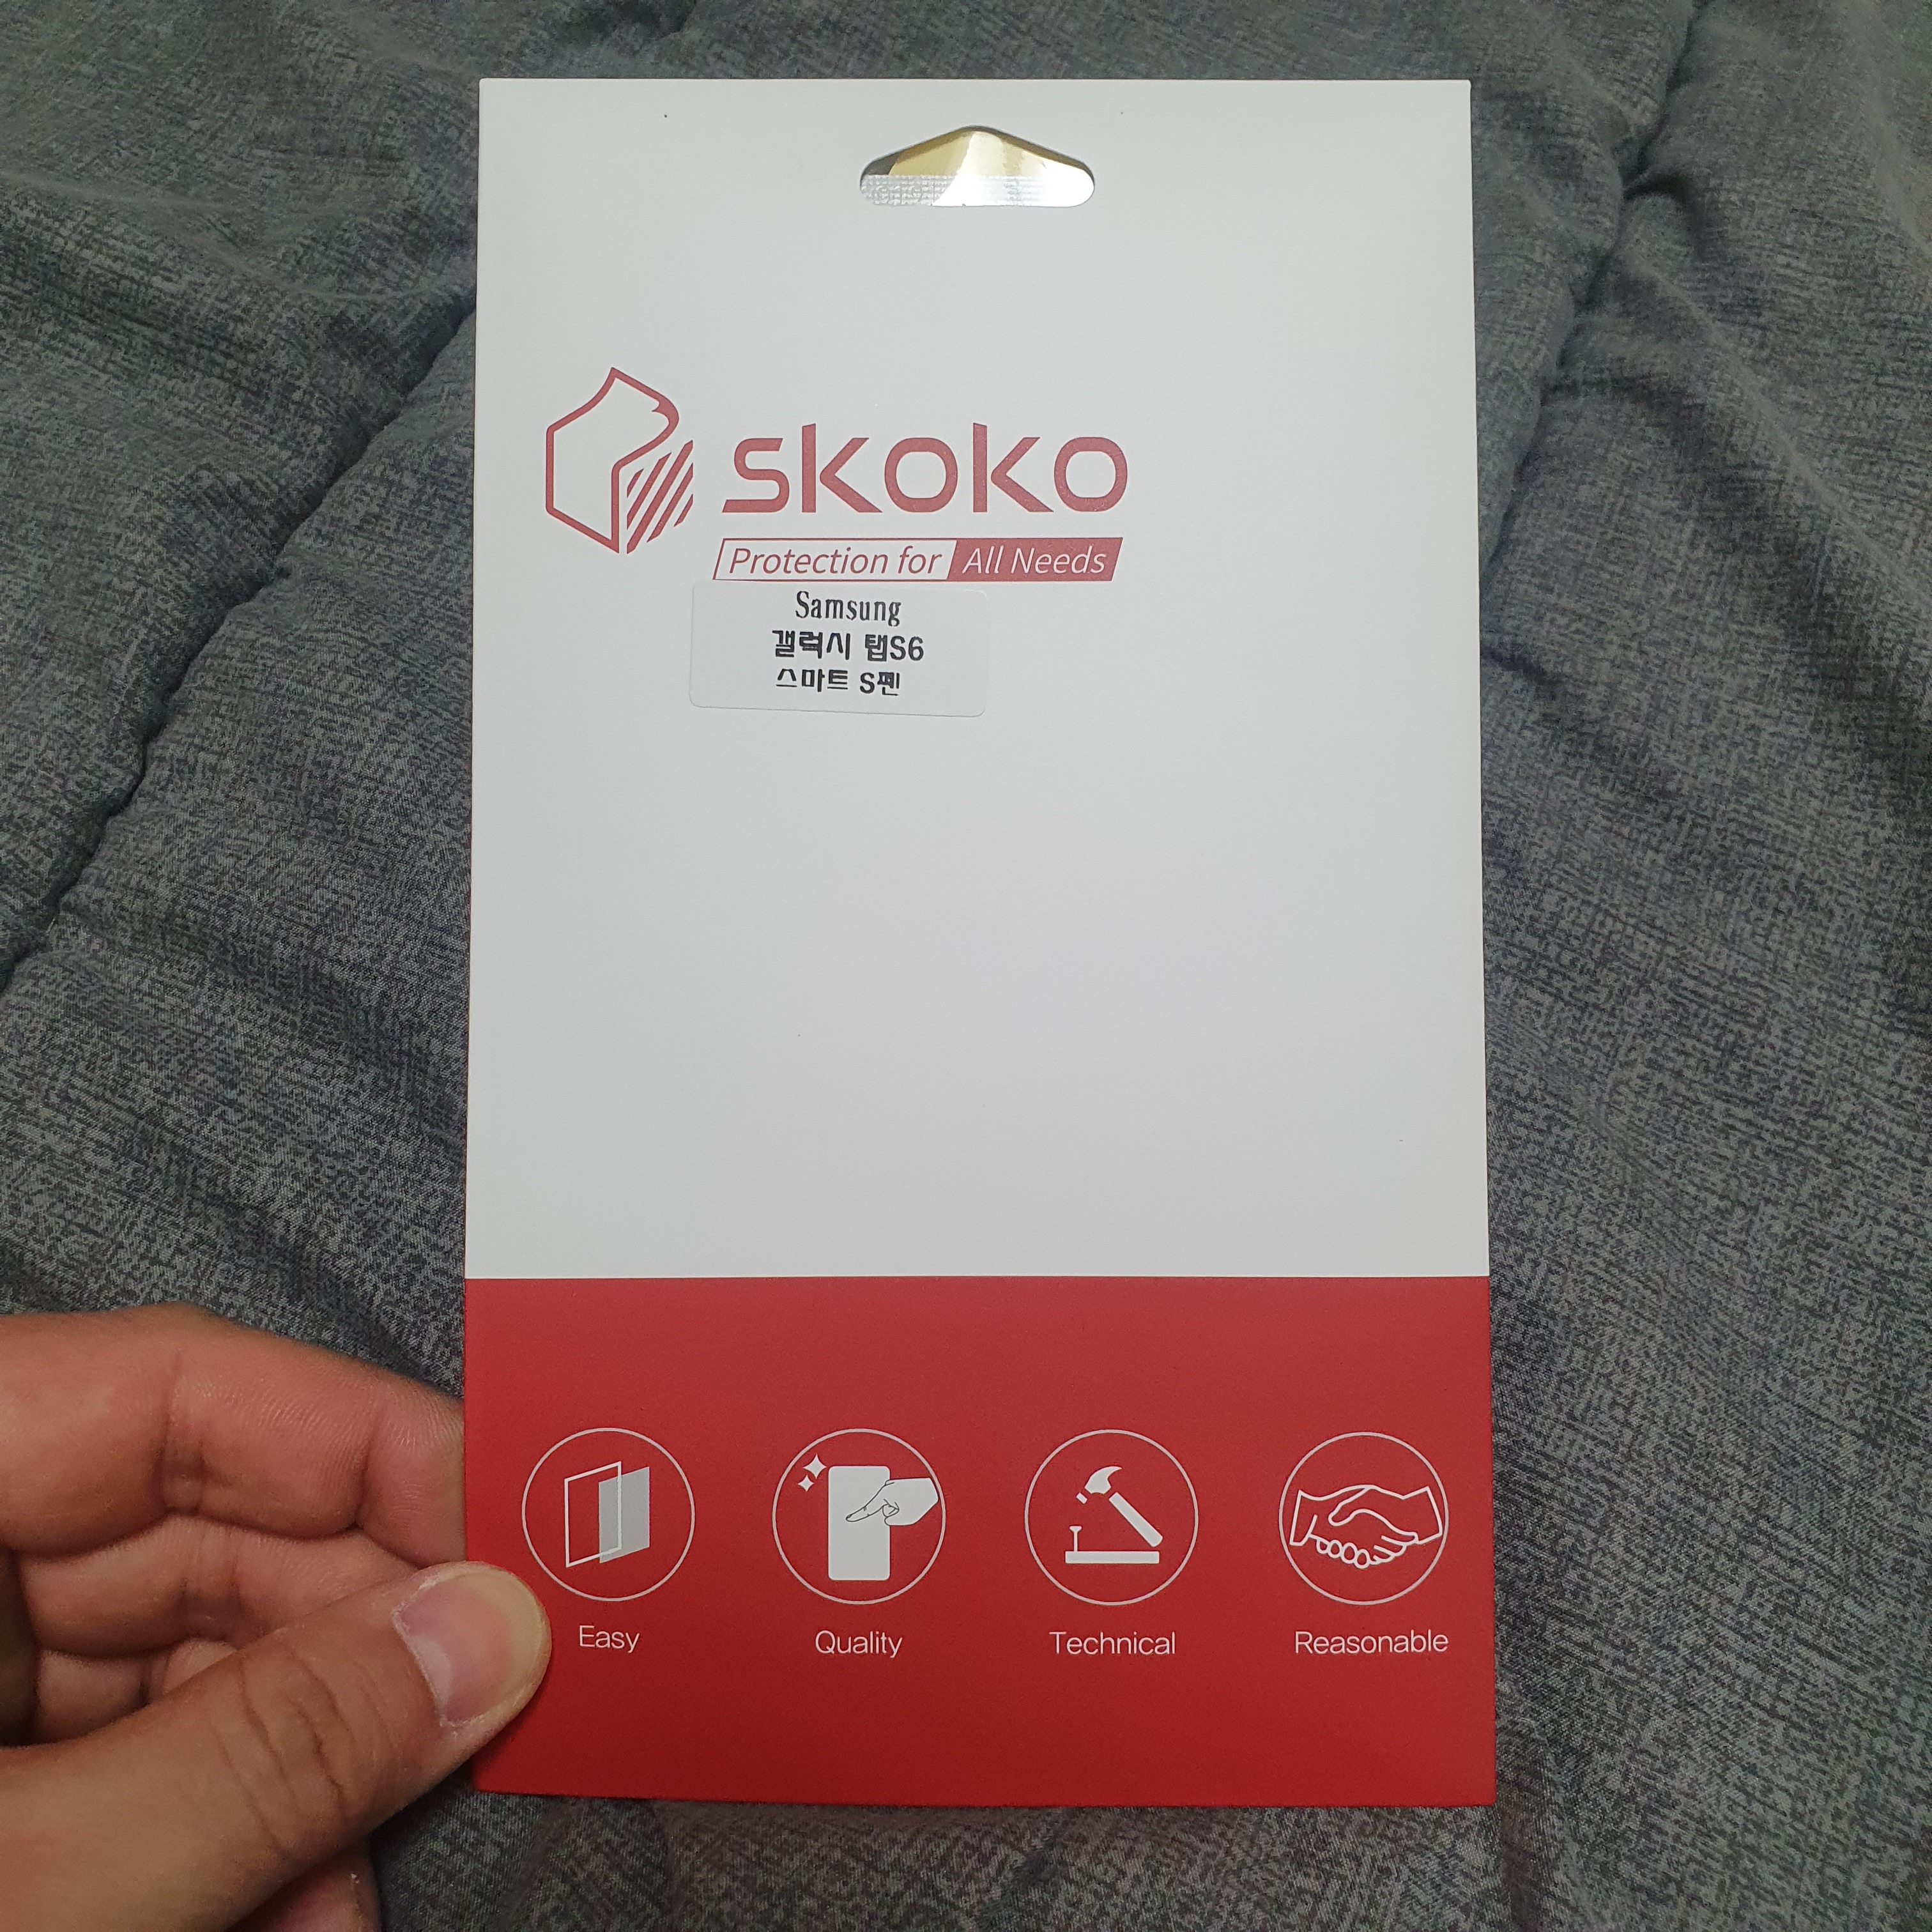 SKOKO
Protection for All Needs
Samsung
갤럭시 탭S6
스마트 S펜
Easy
Quality
Technical
Reasonable